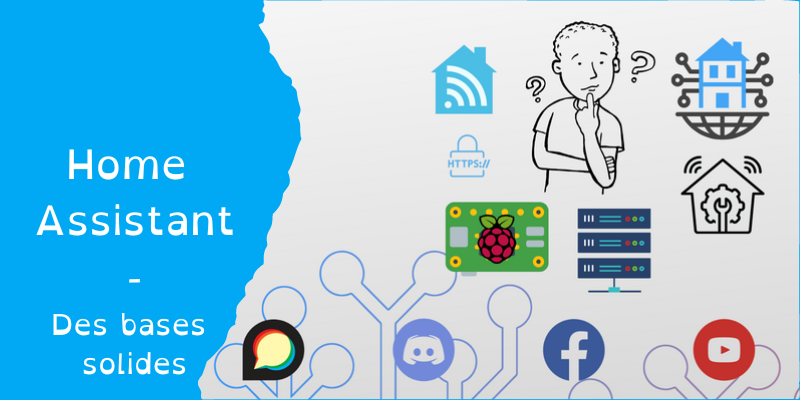 Home
Assistant
-
Des bases
solides
HTTPS://
? ?